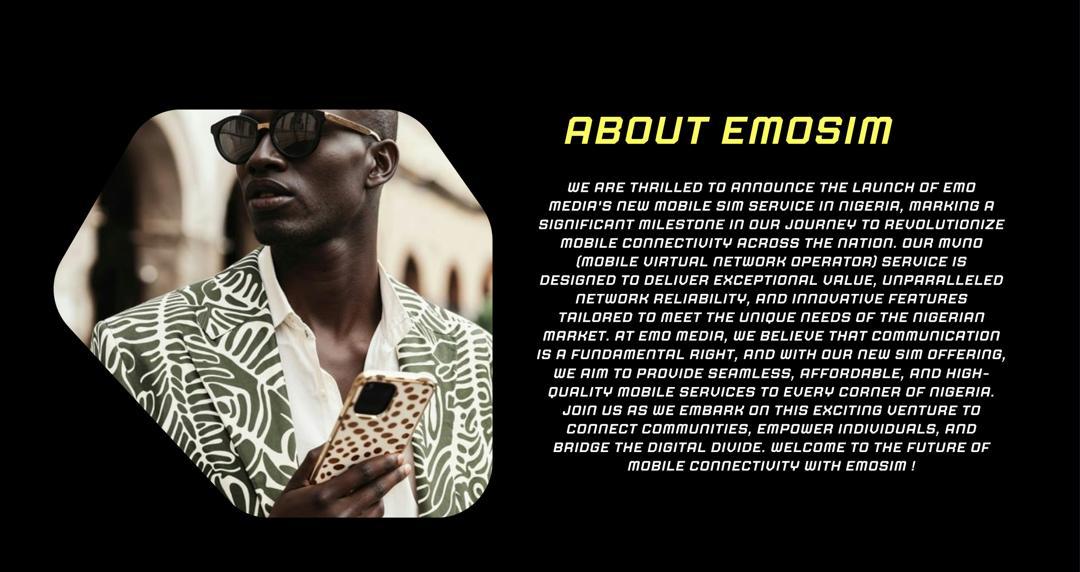 ABOUT EMOSIM
WE ARE THRILLED TO ANNOUNCE THE LAUNCH OF EMO
MEDIA'S NEW MOBILE SIM SERVICE IN NIGERIA, MARKING A
SIGNIFICANT MILESTONE IN OUR JOURNEY TO REVOLUTIONIZE
MOBILE CONNECTIVITY ACROSS THE NATION. OUR MVNO
(MOBILE VIRTUAL NETWORK OPERATOR) SERVICE IS
DESIGNED TO DELIVER EXCEPTIONAL VALUE, UNPARALLELED
NETWORK RELIABILITY, AND INNOVATIVE FEATURES
TAILORED TO MEET THE UNIQUE NEEDS OF THE NIGERIAN
MARKET. AT EMO MEDIA, WE BELIEVE THAT COMMUNICATION
IS A FUNDAMENTAL RIGHT, AND WITH OUR NEW SIM OFFERING,
WE AIM TO PROVIDE SEAMLESS, AFFORDABLE, AND HIGH-
QUALITY MOBILE SERVICES TO EVERY CORNER OF NIGERIA.
JOIN US AS WE EMBARK ON THIS EXCITING VENTURE TO
CONNECT COMMUNITIES, EMPOWER INDIVIDUALS, AND
BRIDGE THE DIGITAL DIVIDE. WELCOME TO THE FUTURE OF
MOBILE CONNECTIVITY WITH EMOSIM !